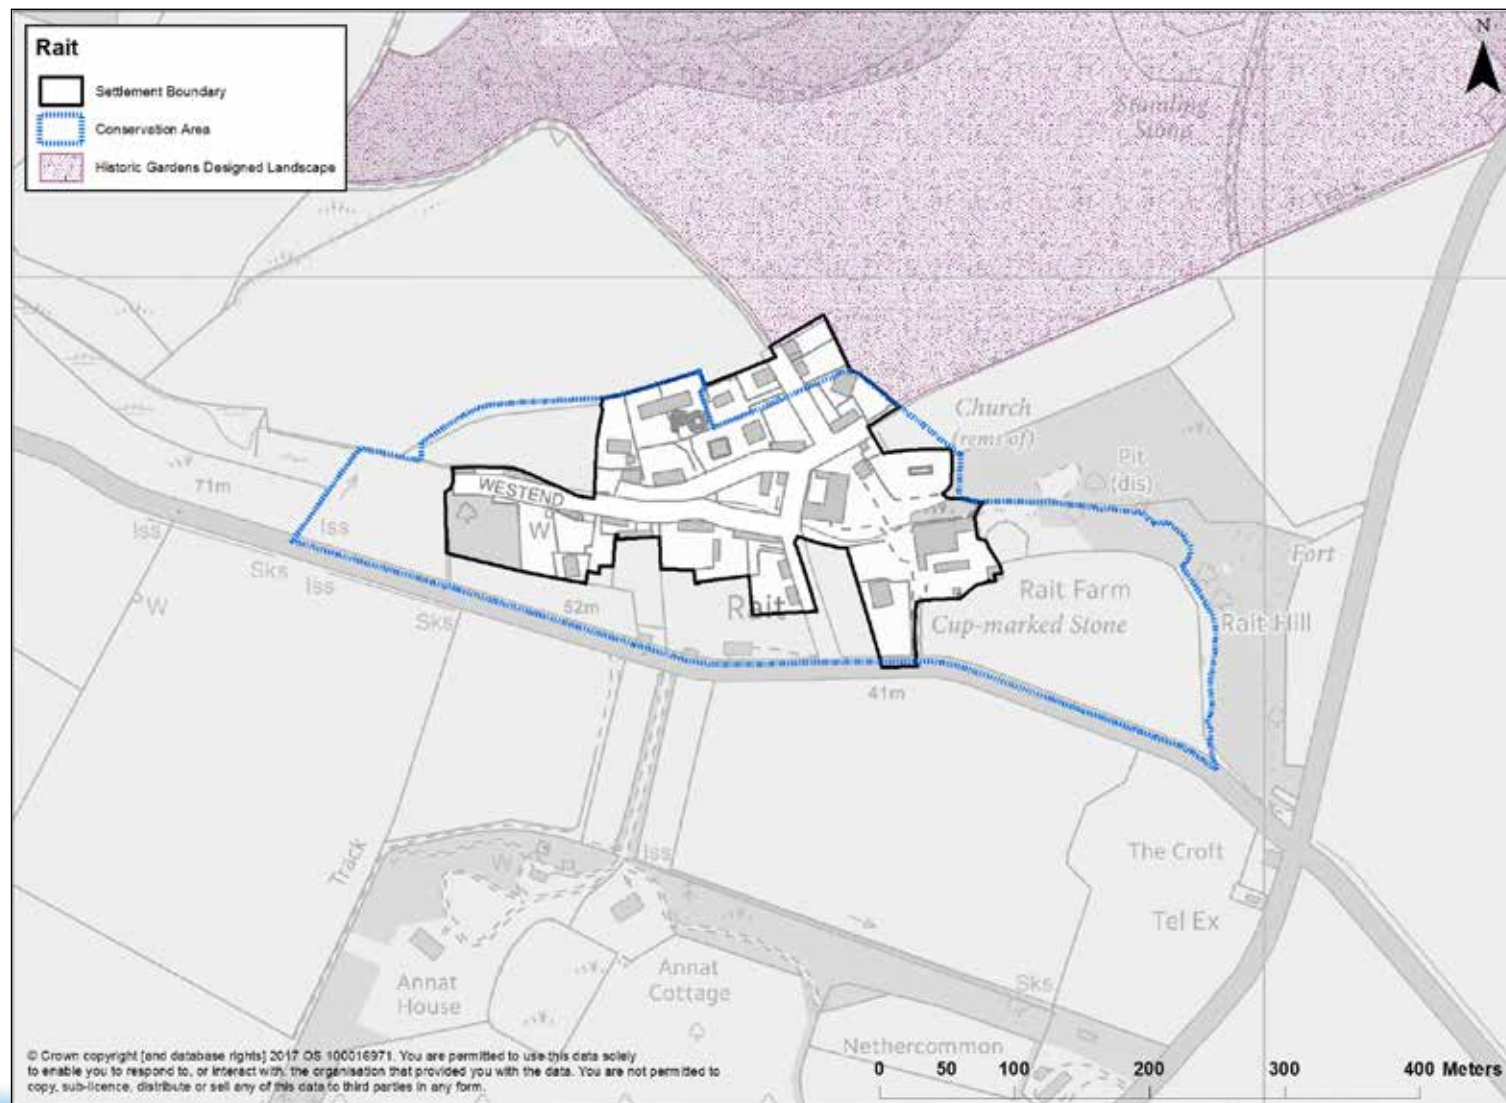 Rait
Settlement Boundary
Conservation Area
Historic Gardens Designed Landscape
N
Standing
Stone
Track
Church
(rems of)
Pit
(dis)
71m
WESTEND
Iss
Iss
W
Fort
Sks
Iss
W
52m
Sks
Rait
Rait Farm
Cup-marked Stone
Rait Hill
41m
Track
W
Iss
The Croft
Tel Ex
Annat
House
Annat
Cottage
Sks
Nethercommon
© Crown copyright [and database rights] 2017 OS 100016971. You are permitted to use this data solely
to enable you to respond to, or interact with, the organisation that provided you with the data. You are not permitted to
copy, sub-licence, distribute or sell any of this data to third parties in any form.
0 50 100 200 300 400 Meters